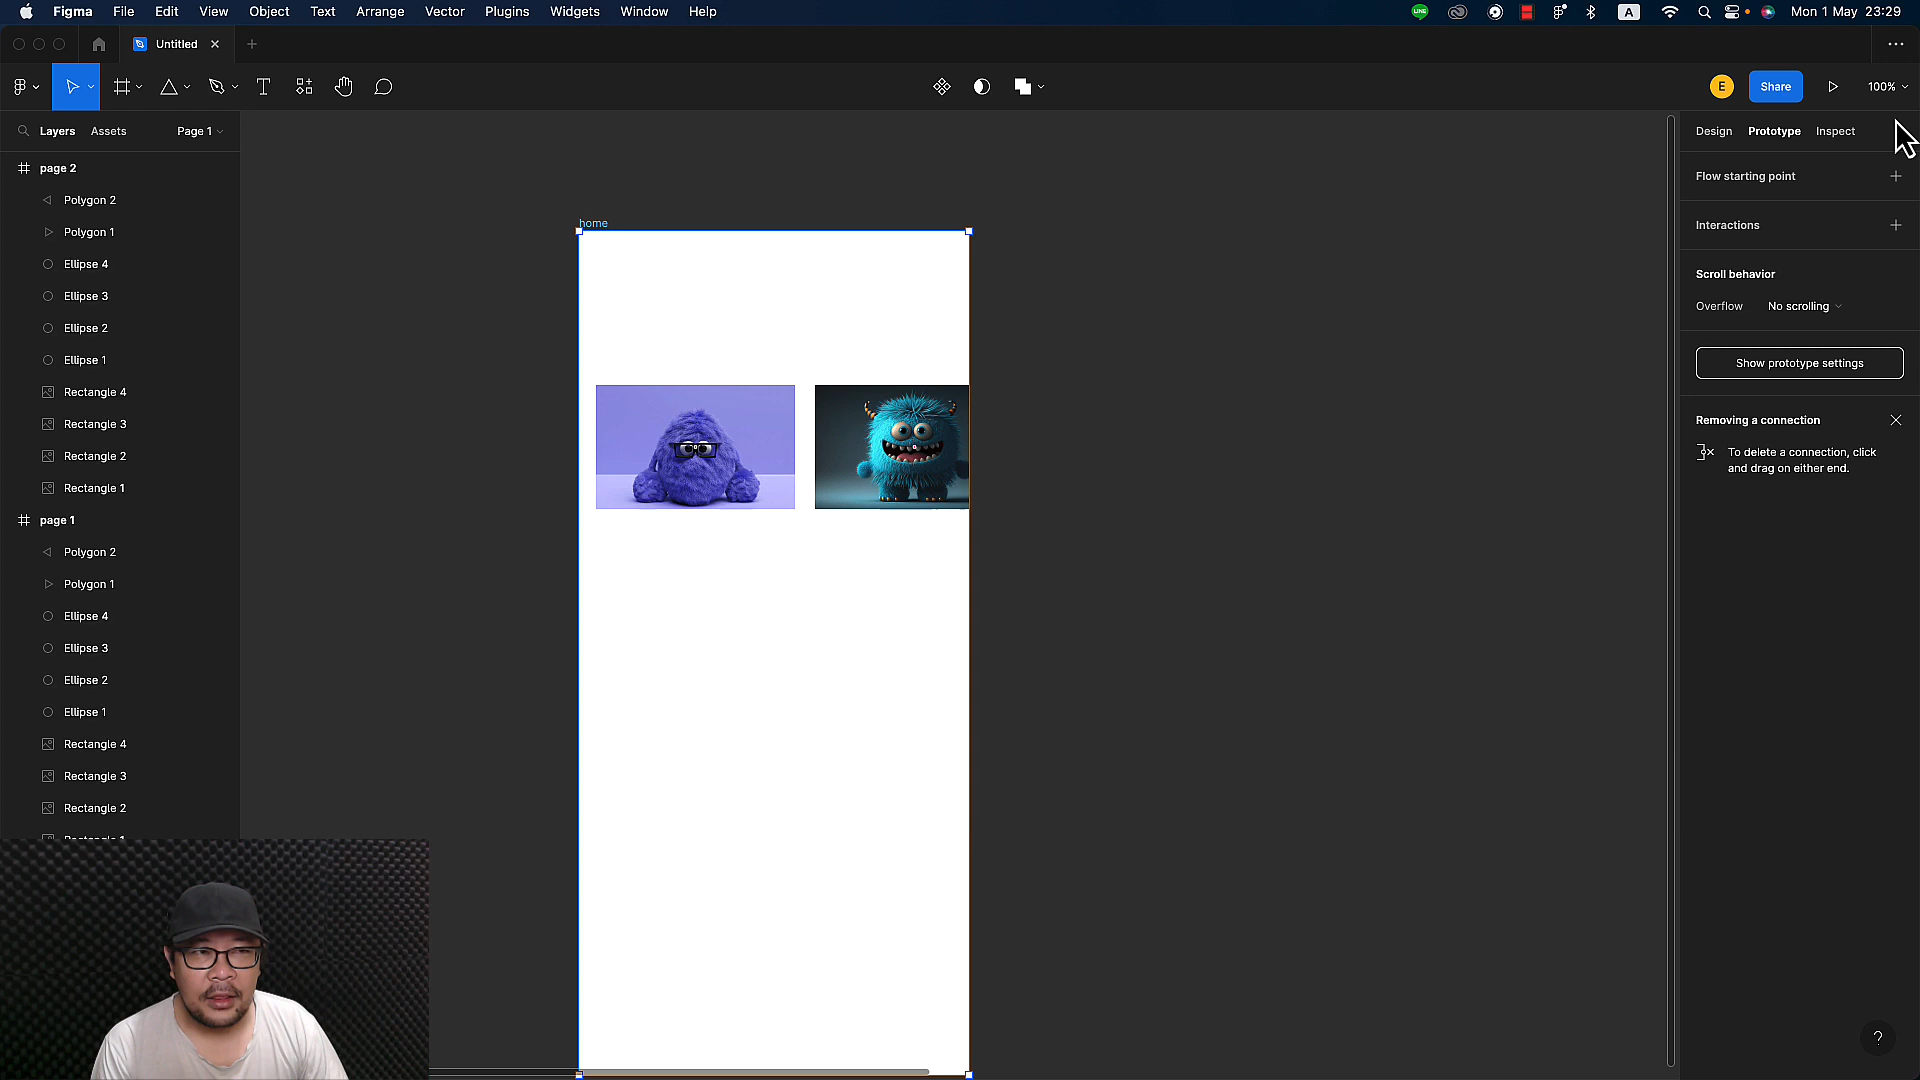 Figma File Edit View Object Text Arrange Vector Plugins Widgets Window Help
LINE
A
Mon 1 May 23:29
Untitled
E
Share
100%
Layers Assets Page 1
Design Prototype Inspect
page 2
Polygon 2
Polygon 1
Ellipse 4
Ellipse 3
Ellipse 2
Ellipse 1
Rectangle 4
Rectangle 3
Rectangle 2
Rectangle 1
page 1
Polygon 2
Polygon 1
Ellipse 4
Ellipse 3
Ellipse 2
Ellipse 1
Rectangle 4
Rectangle 3
Rectangle 2
home
Flow starting point
Interactions
Scroll behavior
Overflow No scrolling
Show prototype settings
Removing a connection
To delete a connection, click
and drag on either end.
?